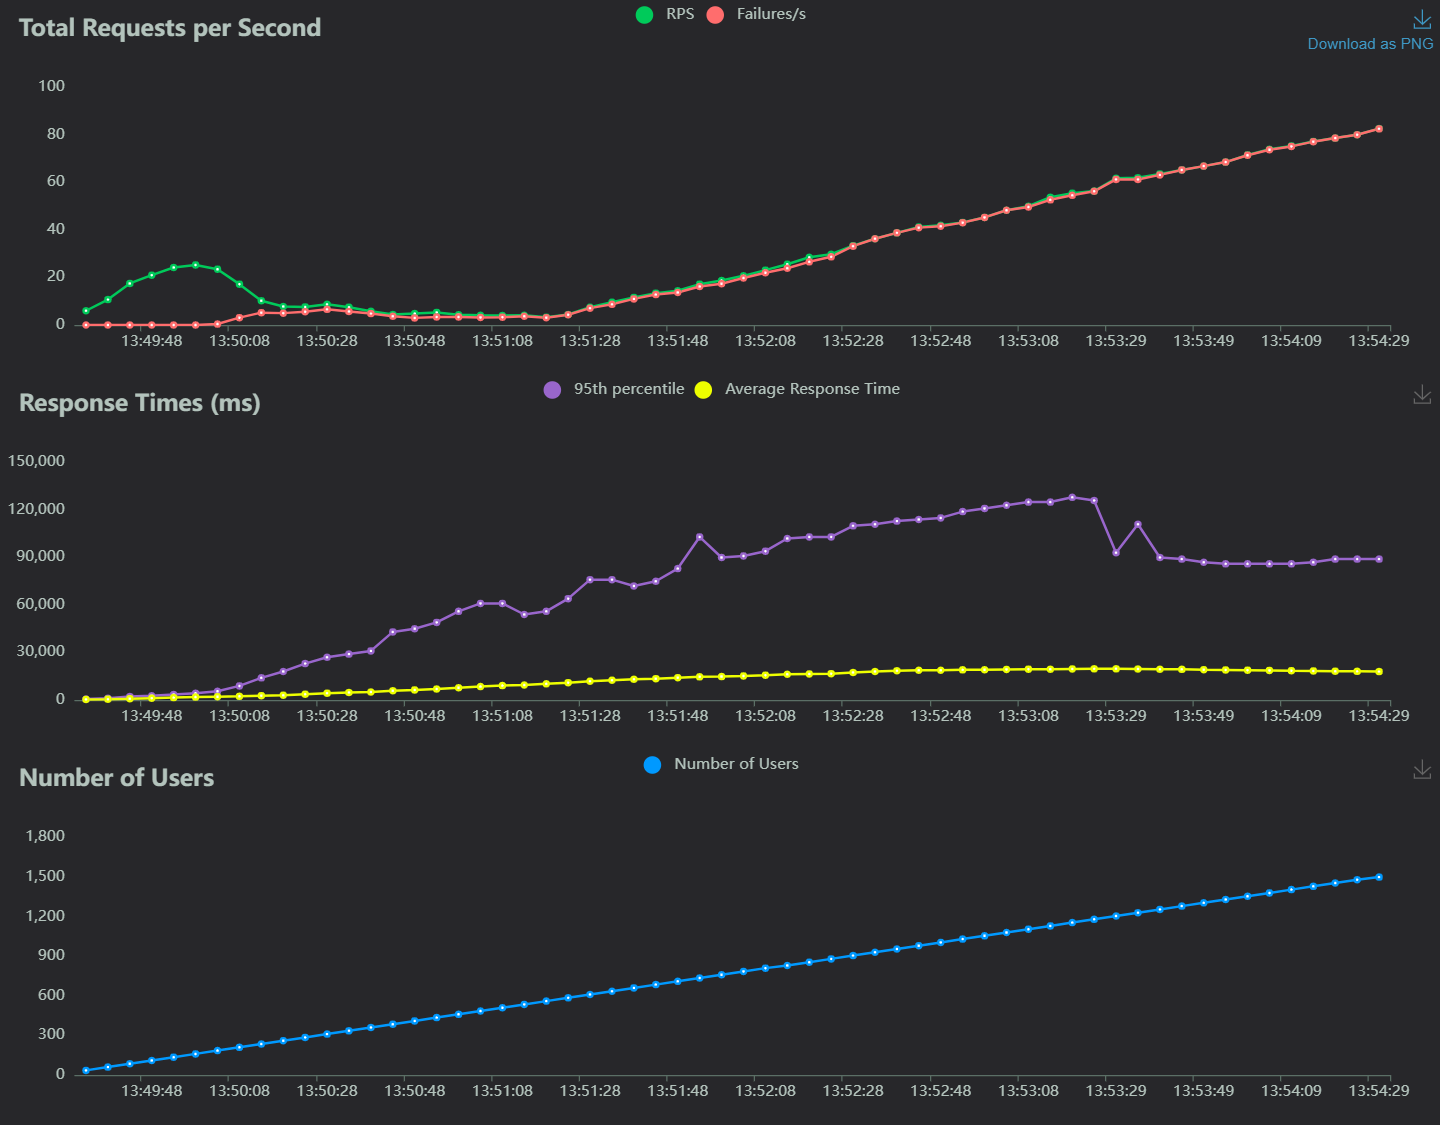 Total Requests per Second
RPS Failures/s
Download as PNG
100
80
60
40
20
0
13:49:48 13:50:08 13:50:28 13:50:48 13:51:08 13:51:28 13:51:48 13:52:08 13:52:28 13:52:48 13:53:08 13:53:29 13:53:49 13:54:09 13:54:29
Response Times (ms)
95th percentile Average Response Time
150,000
120,000
90,000
60,000
30,000
0
13:49:48 13:50:08 13:50:28 13:50:48 13:51:08 13:51:28 13:51:48 13:52:08 13:52:28 13:52:48 13:53:08 13:53:29 13:53:49 13:54:09 13:54:29
Number of Users
Number of Users
1,800
1,500
1,200
900
600
300
0
13:49:48 13:50:08 13:50:28 13:50:48 13:51:08 13:51:28 13:51:48 13:52:08 13:52:28 13:52:48 13:53:08 13:53:29 13:53:49 13:54:09 13:54:29